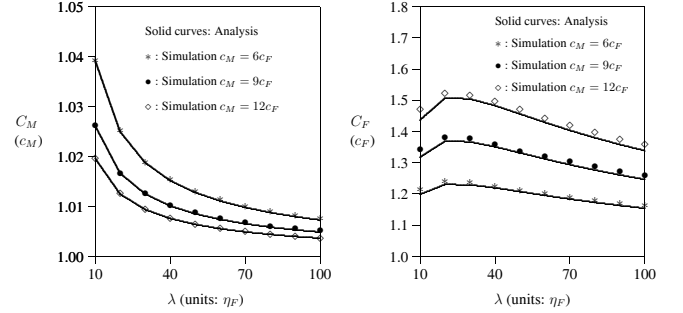 1.05
1.04
1.03
1.02
1.01
1.00
C_M
(c_M)
Solid curves: Analysis
* : Simulation c_M = 6c_F
● : Simulation c_M = 9c_F
◇ : Simulation c_M = 12c_F
10 40 70 100
λ (units: η_F)
1.8
1.7
1.6
1.5
1.4
1.3
1.2
1.1
1.0
C_F
(c_F)
Solid curves: Analysis
* : Simulation c_M = 6c_F
● : Simulation c_M = 9c_F
◇ : Simulation c_M = 12c_F
10 40 70 100
λ (units: η_F)